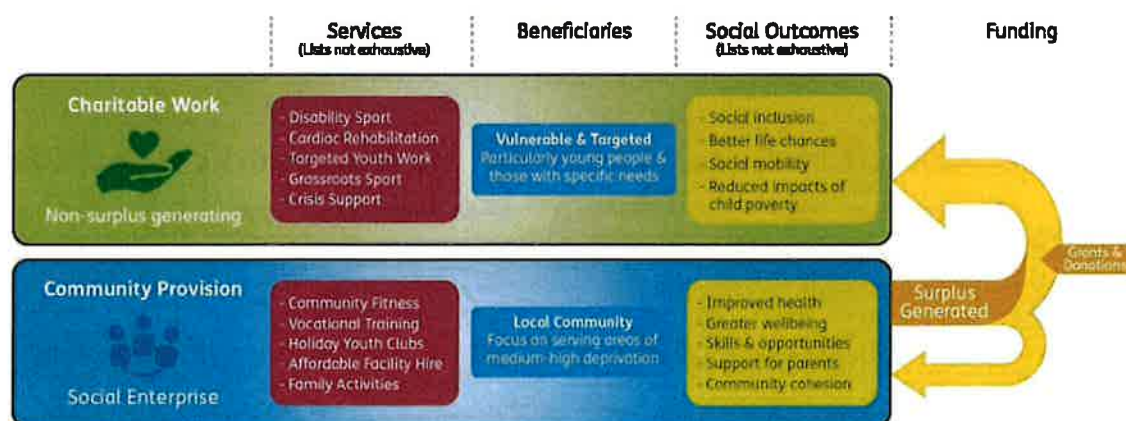 Services
(Lists not exhaustive)
Beneficiaries
Social Outcomes
(Lists not exhaustive)
Funding
Charitable Work
Non-surplus generating
- Disability Sport
- Cardiac Rehabilitation
- Targeted Youth Work
- Grassroots Sport
- Crisis Support
Vulnerable & Targeted
Particularly young people &
those with specific needs
- Social inclusion
- Better life chances
- Social mobility
- Reduced impacts of
child poverty
Grants &
Donations
Community Provision
Social Enterprise
- Community Fitness
- Vocational Training
- Holiday Youth Clubs
- Affordable Facility Hire
- Family Activities
Local Community
Focus on serving areas of
medium-high deprivation
- Improved health
- Greater wellbeing
- Skills & opportunities
- Support for parents
- Community cohesion
Surplus
Generated